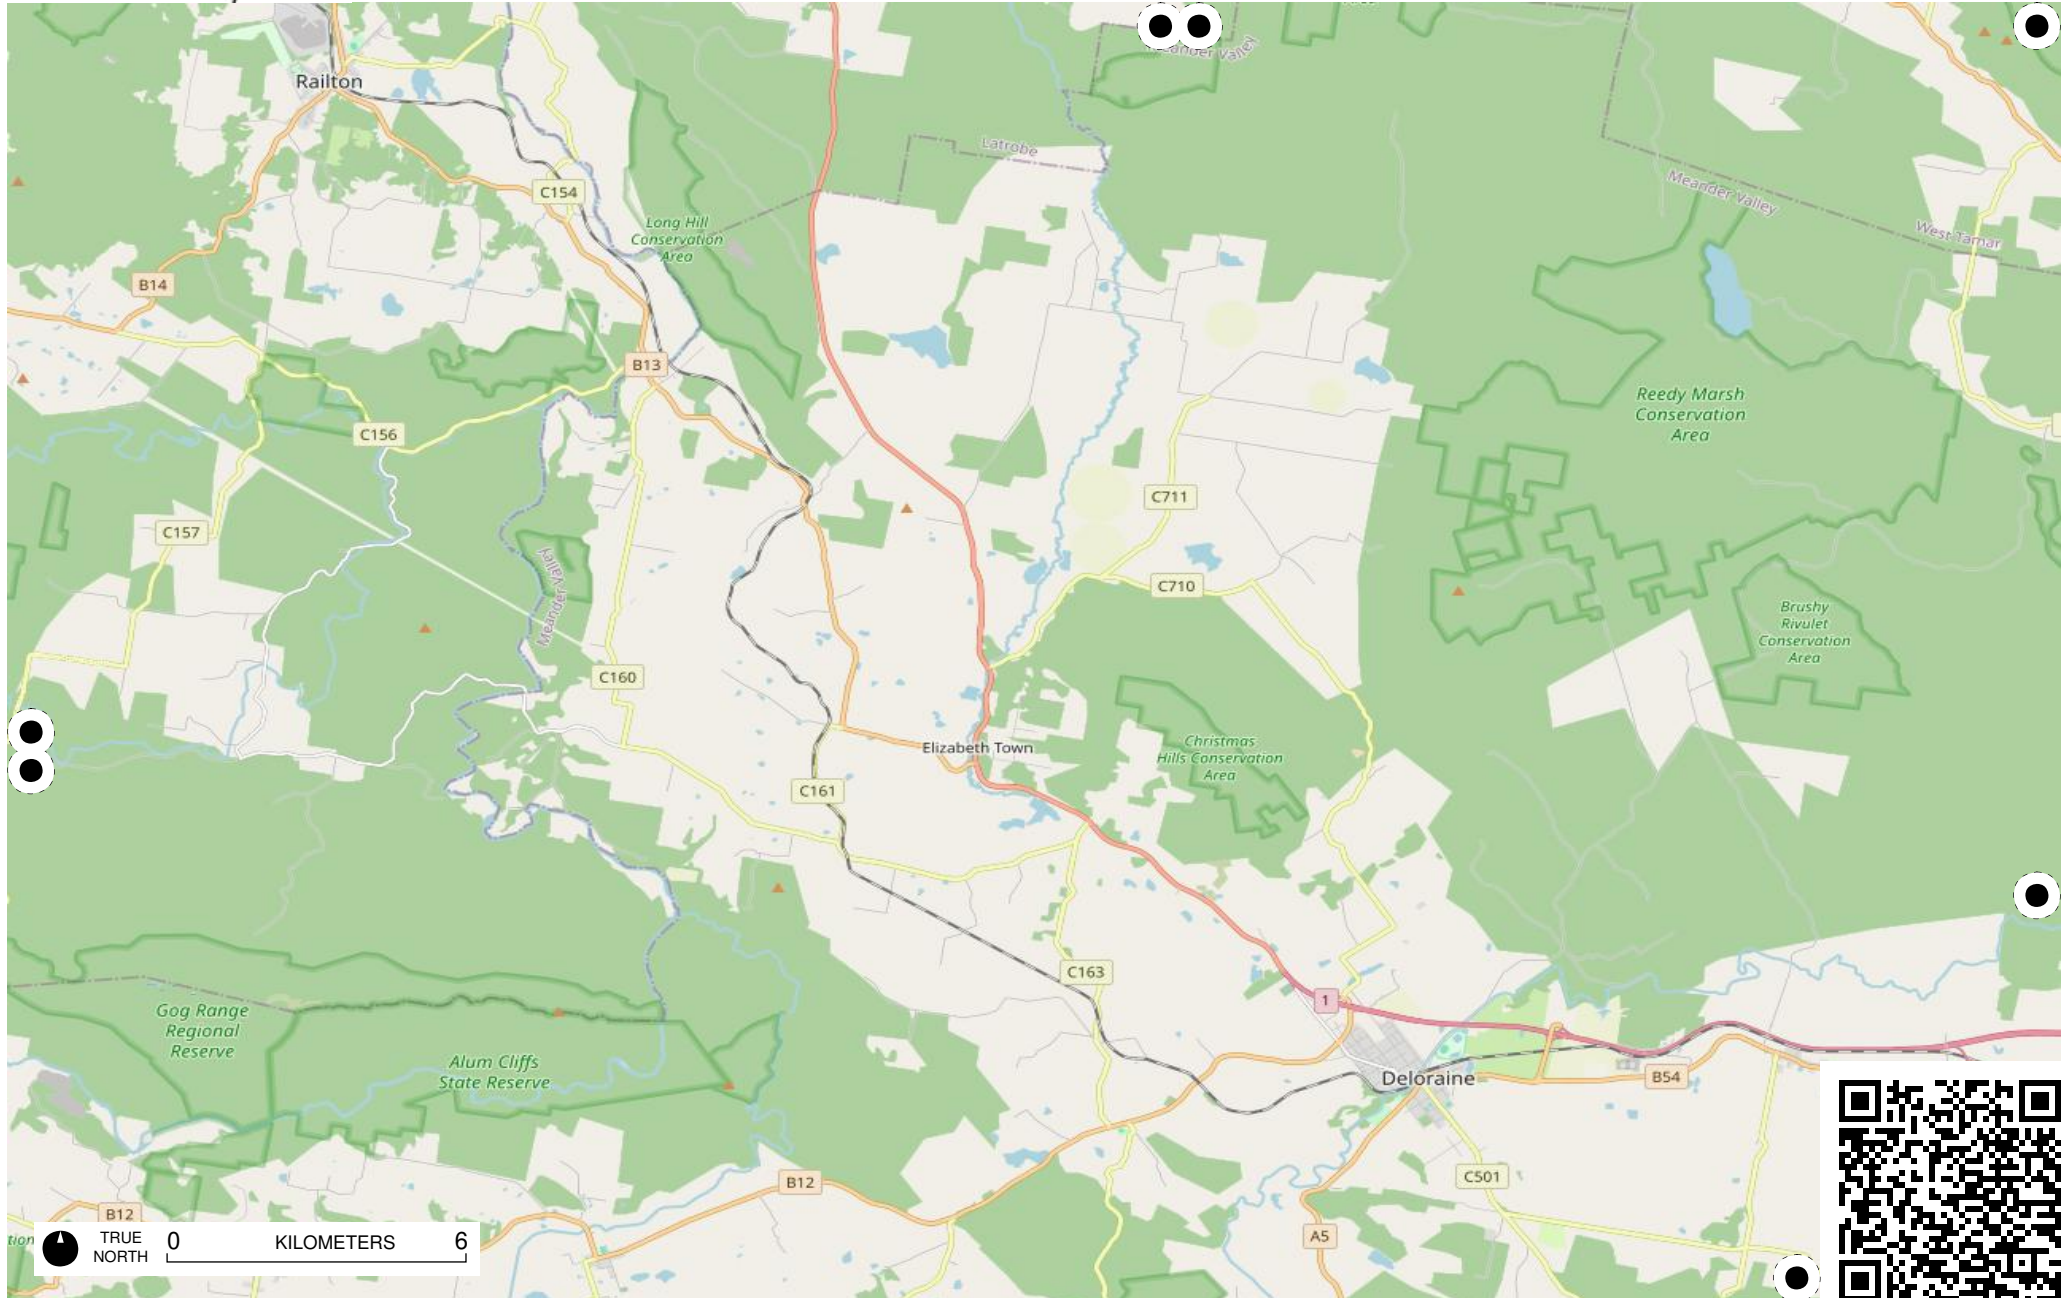 Meander Valley
Railton
Latrobe
C154
Meander Valley
Long Hill
Conservation
Area
West Tamar
B14
B13
Reedy Marsh
Conservation
Area
C156
C711
C157
Meander Valley
C710
Brushy
Rivulet
Conservation
Area
C160
Elizabeth Town
Christmas
Hills Conservation
Area
C161
C163
1
Gog Range
Regional
Reserve
Alum Cliffs
State Reserve
Deloraine
B54
B12
C501
B12
A5
TRUE
NORTH
0 KILOMETERS 6